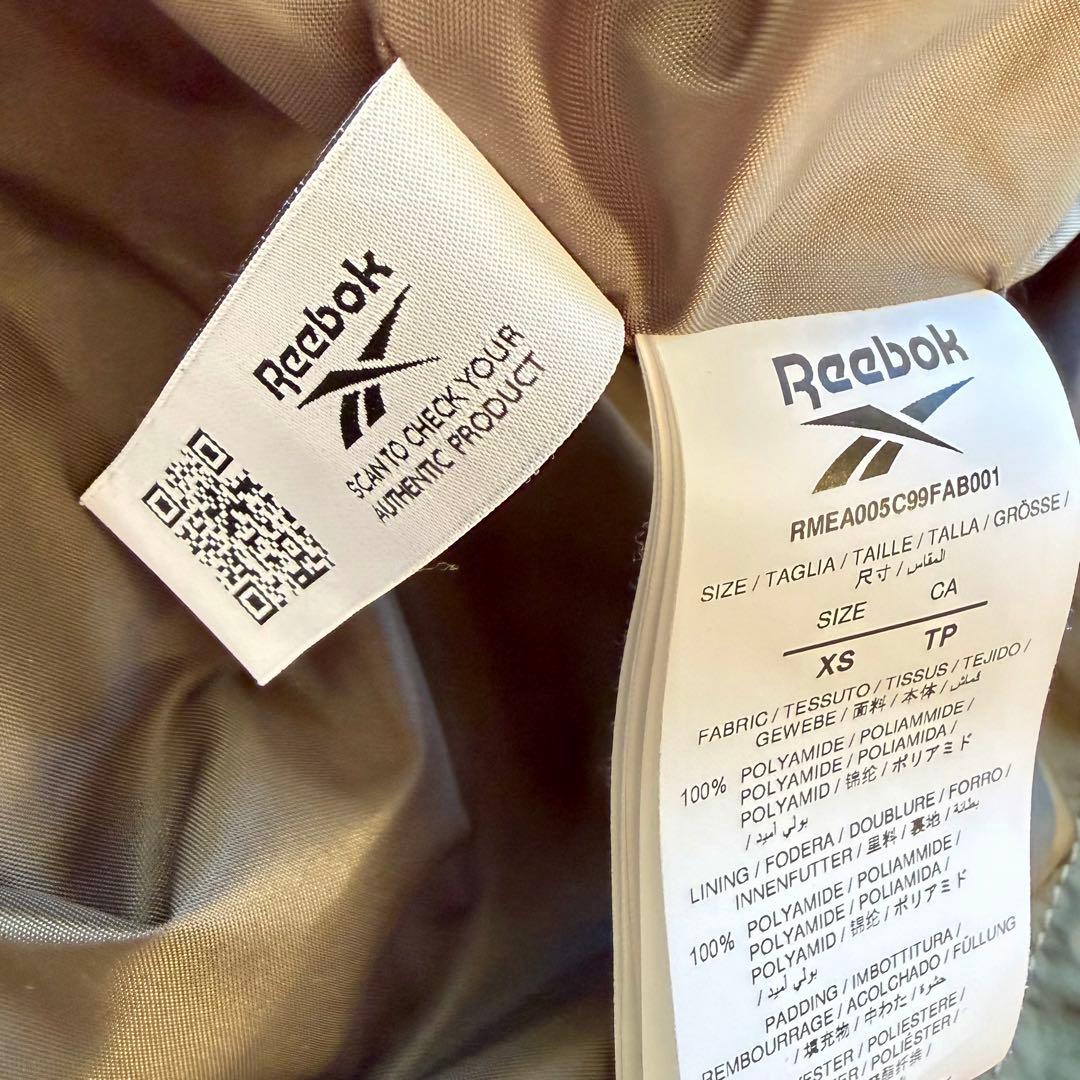 Reebok
SCAN TO CHECK YOUR
AUTHENTIC PRODUCT
Reebok
RMEA005C99FAB001
SIZE / TAGLIA / TAILLE / TALLA / GRÖSSE /
尺寸 / المقاس
SIZE CA
XS TP
FABRIC / TESSUTO / TISSUS / TEJIDO /
GEWEBE / 面料 / 本体 / قماش
100% POLYAMIDE / POLIAMMIDE /
POLYAMIDE / POLIAMIDA /
POLYAMID / 锦纶 / ポリアミド
/ بولي أميد
LINING / FODERA / DOUBLURE / FORRO /
INNENFUTTER / 里料 / 裏地 / بطانة
100% POLYAMIDE / POLIAMMIDE /
POLYAMIDE / POLIAMIDA /
POLYAMID / 锦纶 / ポリアミド
/ بولي أميد
PADDING / IMBOTTITURA /
REMBOURRAGE / ACOLCHADO / FÜLLUNG
/ 填充物 / 中わた / حشوة
/ POLIESTERE /
/ POLIÉSTER /